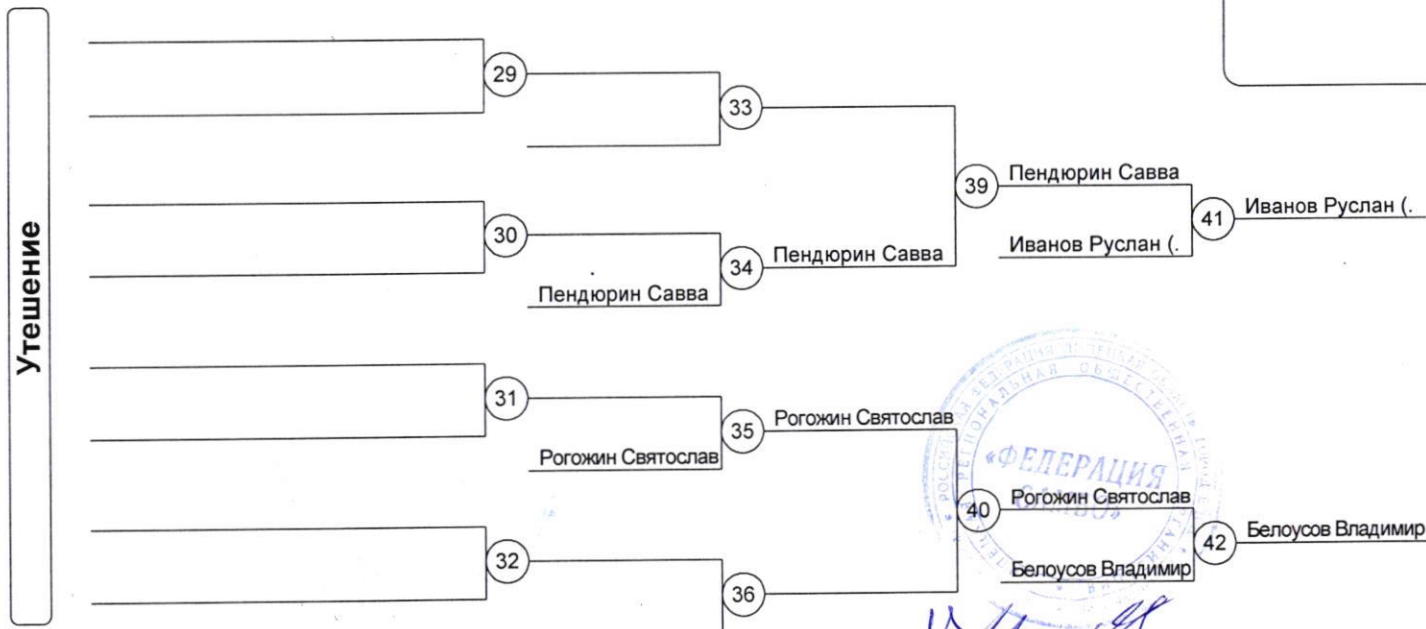 Утешение
29
33
39
Пендюрин Савва
41
Иванов Руслан (.
Иванов Руслан (.
30
34
Пендюрин Савва
Пендюрин Савва
31
35
Рогожин Святослав
Рогожин Святослав
«ФЕДЕРАЦИЯ
САМБО»
40
Рогожин Святослав
42
Белоусов Владимир
Белоусов Владимир
32
36